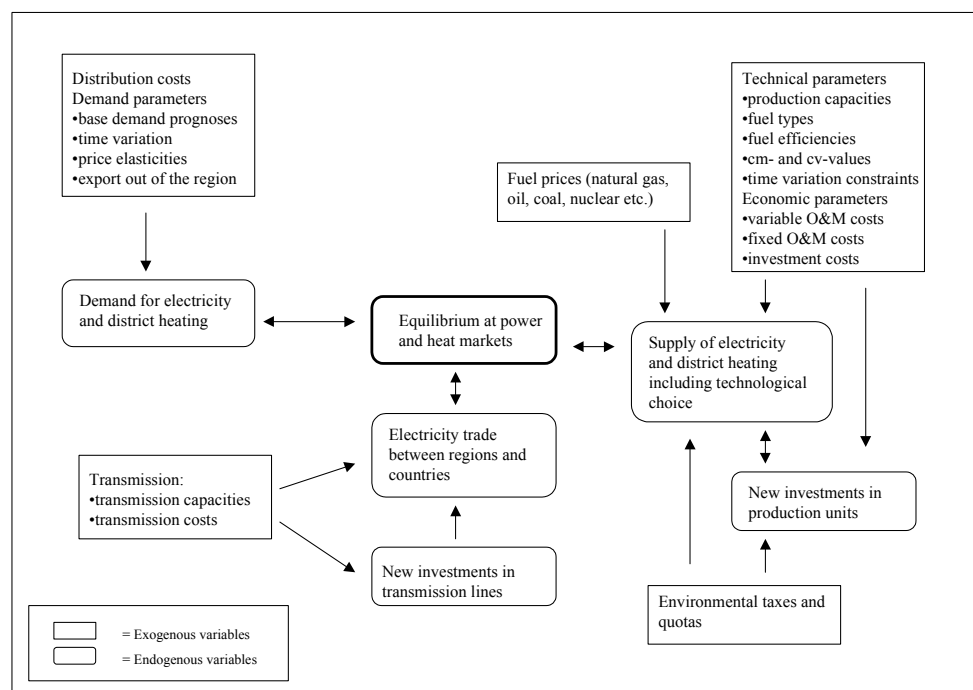 Distribution costs
Demand parameters
•base demand prognoses
•time variation
•price elasticities
•export out of the region
Technical parameters
•production capacities
•fuel types
•fuel efficiencies
•cm- and cv-values
•time variation constraints
Economic parameters
•variable O&M costs
•fixed O&M costs
•investment costs
Fuel prices (natural gas,
oil, coal, nuclear etc.)
Demand for electricity
and district heating
Equilibrium at power
and heat markets
Supply of electricity
and district heating
including technological
choice
Electricity trade
between regions and
countries
Transmission:
•transmission capacities
•transmission costs
New investments in
production units
New investments in
transmission lines
Environmental taxes and
quotas
= Exogenous variables
= Endogenous variables